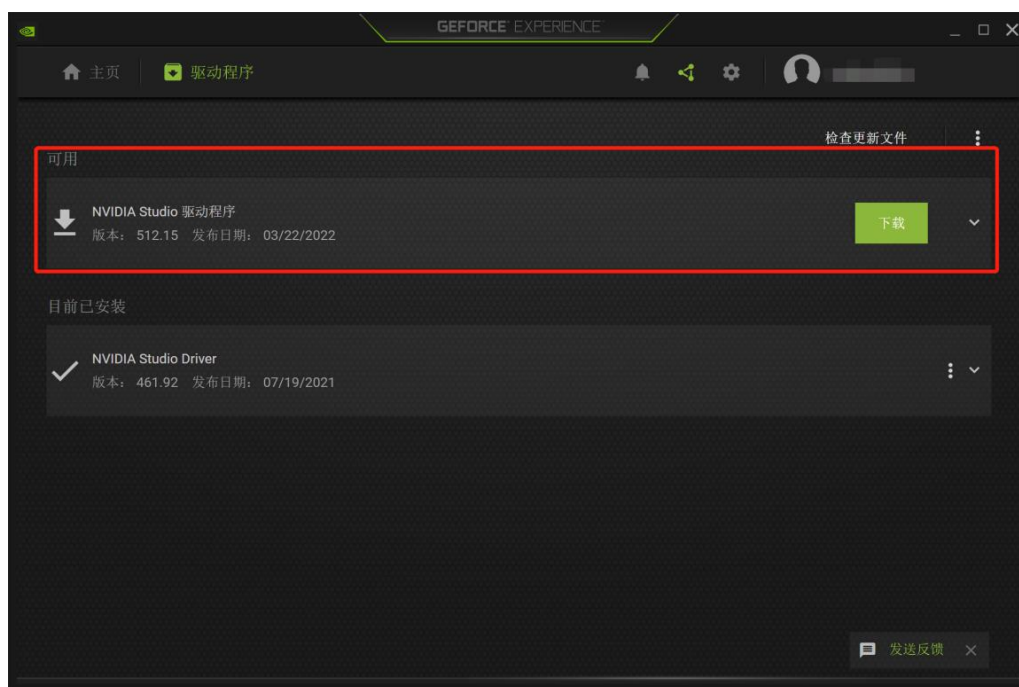 GEFORCE EXPERIENCE
主页 驱动程序
检查更新文件
可用
NVIDIA Studio 驱动程序
版本： 512.15 发布日期： 03/22/2022
下载
目前已安装
NVIDIA Studio Driver
版本： 461.92 发布日期： 07/19/2021
发送反馈